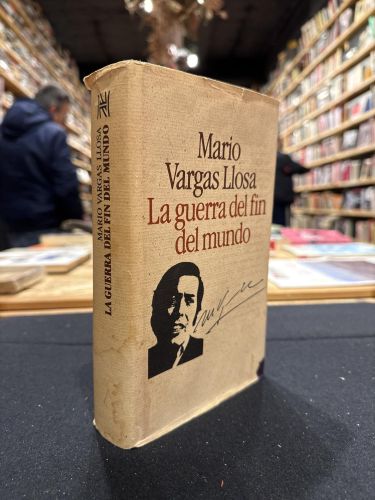 Mario
Vargas Llosa
La guerra del fin
del mundo
MARIO VARGAS LLOSA
LA GUERRA DEL FIN DEL MUNDO